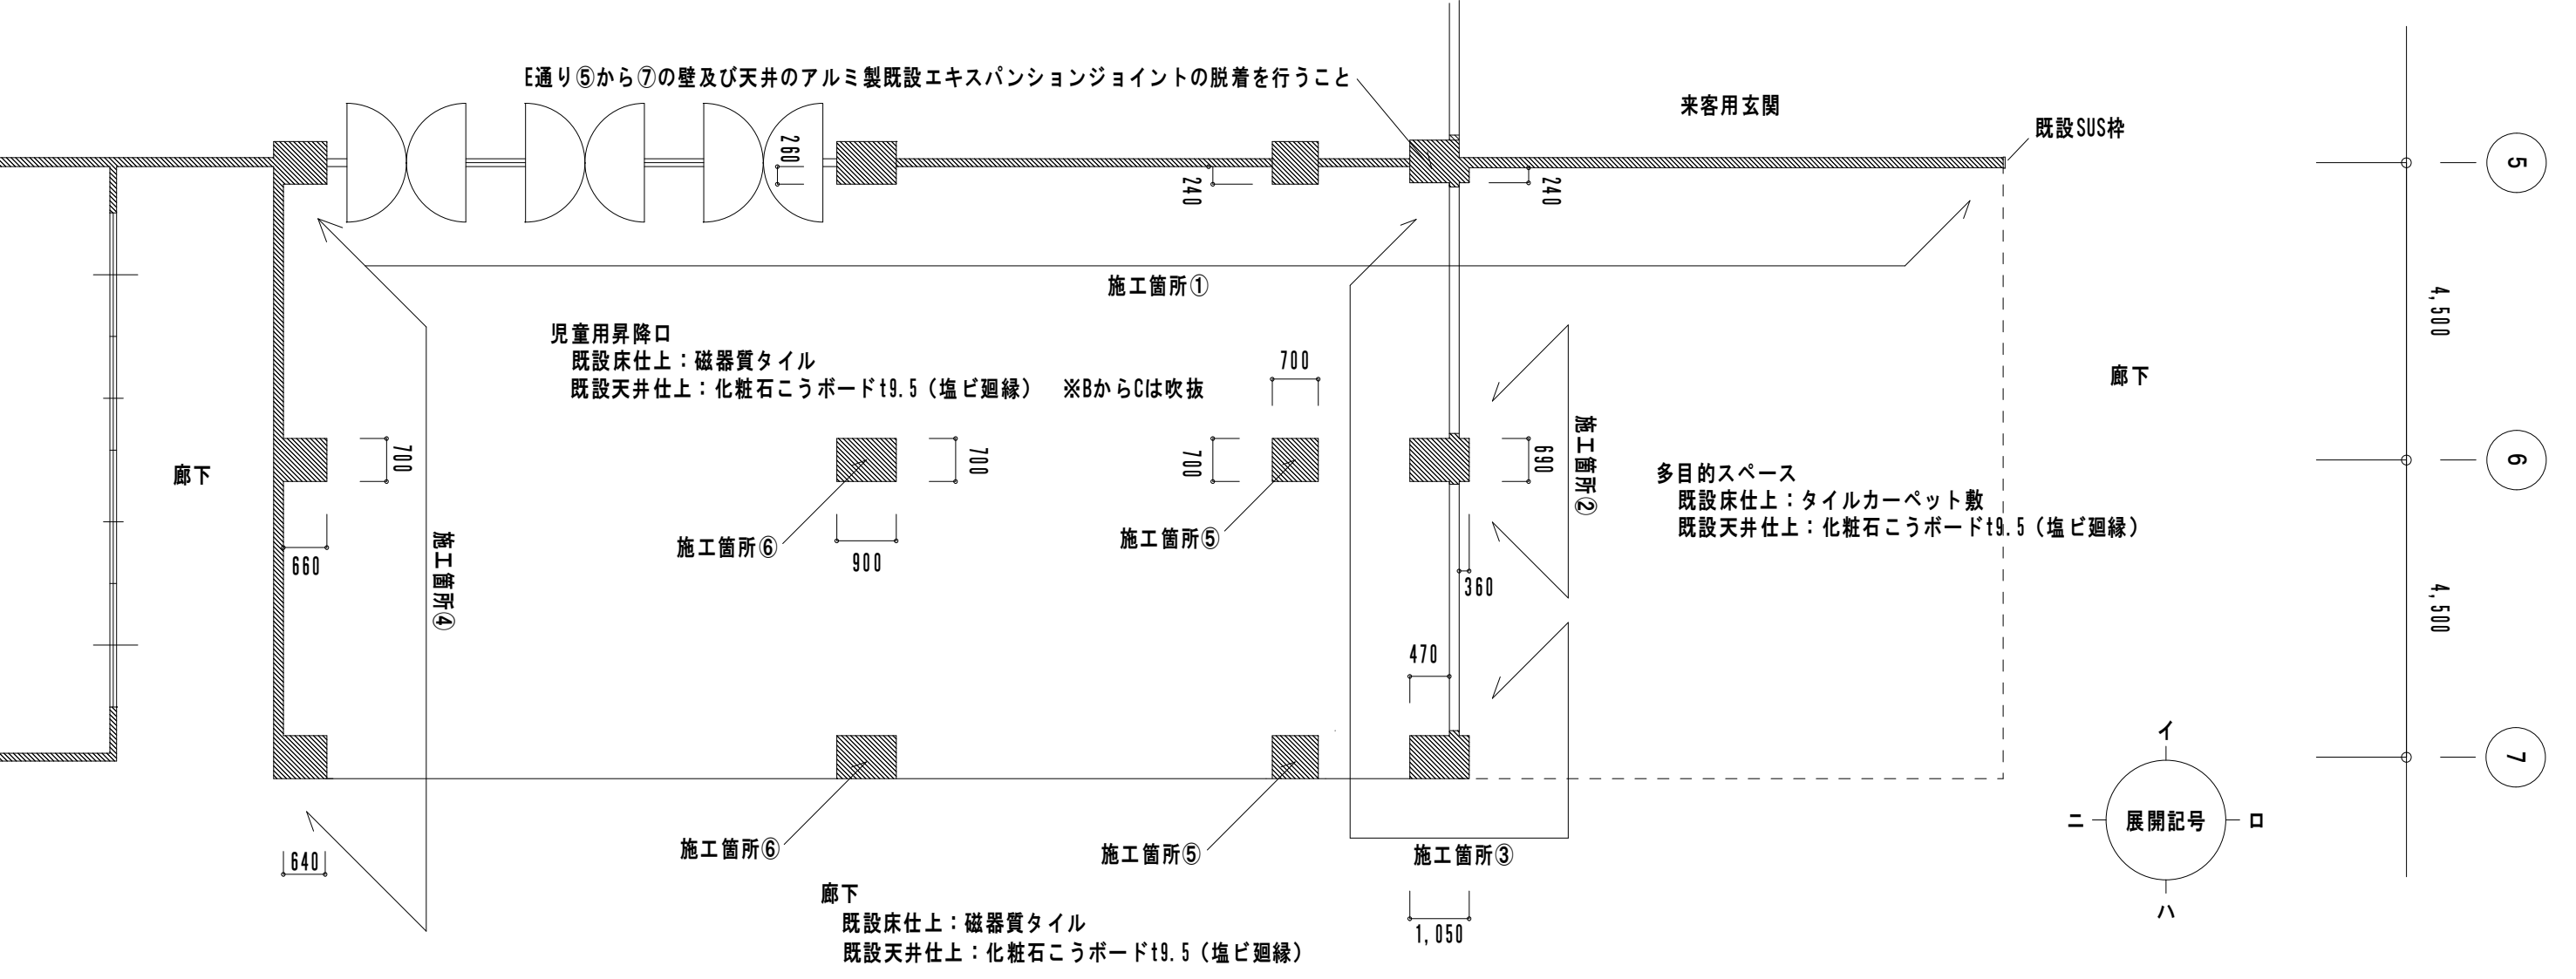 E通り⑤から⑦の壁及び天井のアルミ製既設エキスパンションジョイントの脱着を行うこと
来客用玄関
既設SUS枠
5
260
240
240
施工箇所①
4,500
児童用昇降口
既設床仕上：磁器質タイル
既設天井仕上：化粧石こうボードt9.5（塩ビ廻縁）　※BからCは吹抜
700
廊下
廊下
700
700
700
690
施工箇所②
6
多目的スペース
既設床仕上：タイルカーペット敷
既設天井仕上：化粧石こうボードt9.5（塩ビ廻縁）
施工箇所⑥
施工箇所⑤
660
900
360
施工箇所④
4,500
470
7
イ
ニ
展開記号
ロ
ハ
640
施工箇所⑥
施工箇所⑤
施工箇所③
廊下
既設床仕上：磁器質タイル
既設天井仕上：化粧石こうボードt9.5（塩ビ廻縁）
1,050